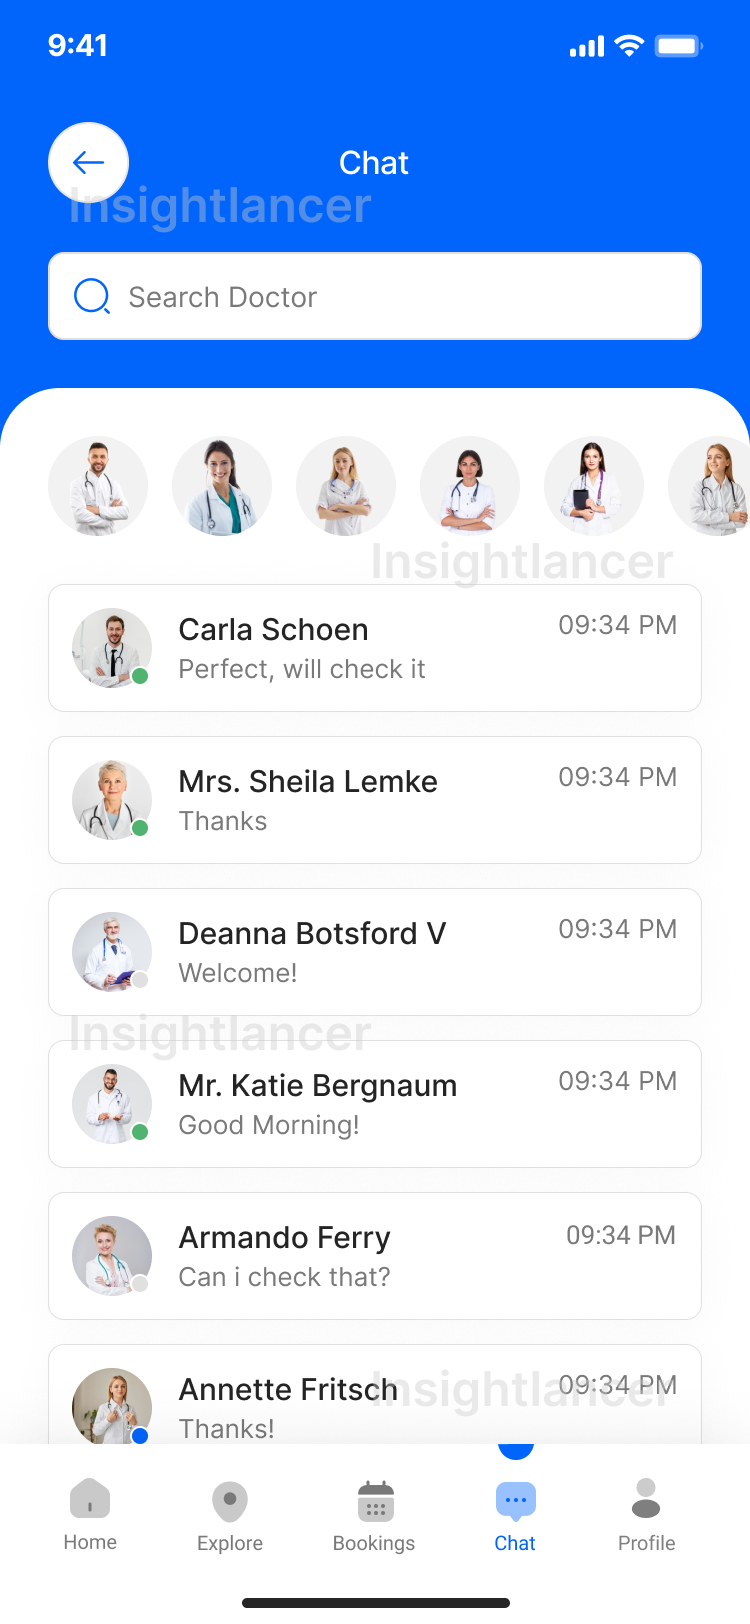 9:41
Chat
Insightlancer
Search Doctor
Insightlancer
Carla Schoen
09:34 PM
Perfect, will check it
Mrs. Sheila Lemke
09:34 PM
Thanks
Deanna Botsford V
09:34 PM
Welcome!
Insightlancer
Mr. Katie Bergnaum
09:34 PM
Good Morning!
Armando Ferry
09:34 PM
Can i check that?
Annette Fritsch
Insightlancer
09:34 PM
Thanks!
Home
Explore
Bookings
Chat
Profile